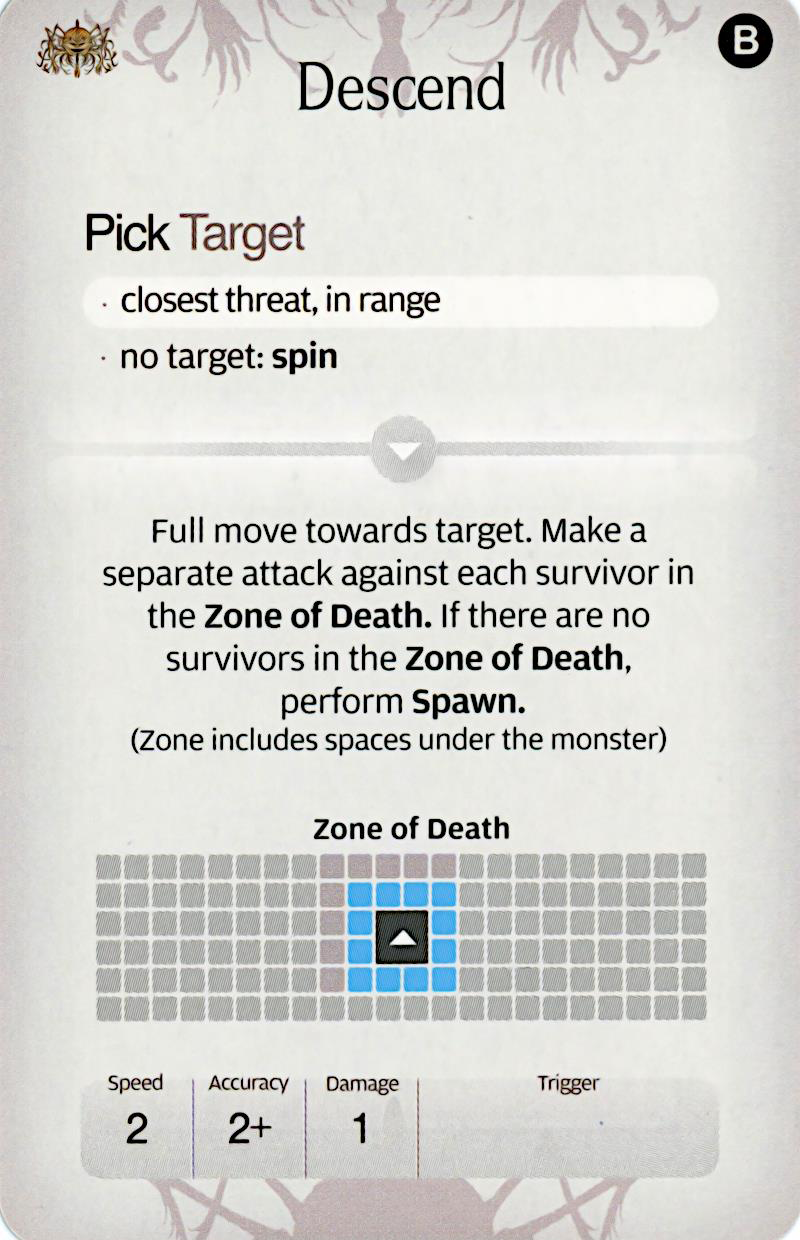 B
Descend
Pick Target
· closest threat, in range
· no target: spin
Full move towards target. Make a
separate attack against each survivor in
the Zone of Death. If there are no
survivors in the Zone of Death,
perform Spawn.
(Zone includes spaces under the monster)
Zone of Death
Speed Accuracy Damage Trigger
2 2+ 1